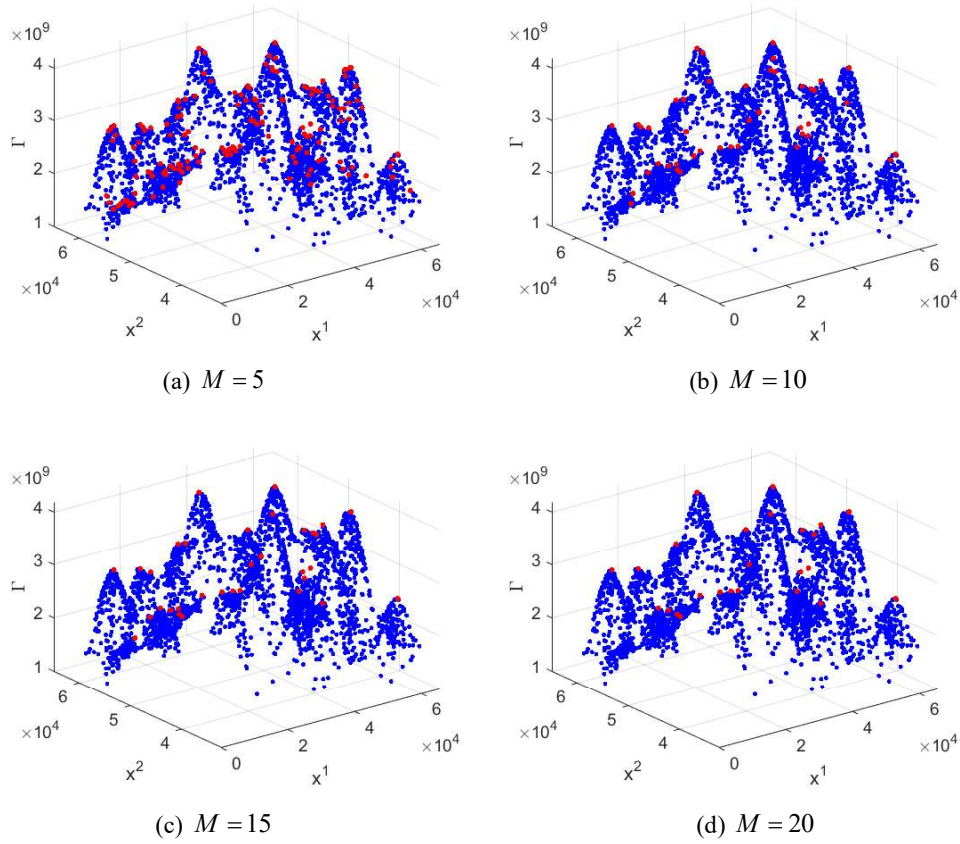 ×10⁹ ×10⁹
4 4
3 3
Γ Γ
2 2
1 1
6 6 6 6
5 4 5 4
×10⁴ 4 2 ×10⁴ ×10⁴ 4 2 ×10⁴
x² 0 x¹ x² 0 x¹
(a) M = 5 (b) M = 10
×10⁹ ×10⁹
4 4
3 3
Γ Γ
2 2
1 1
6 6 6 6
5 4 5 4
×10⁴ 4 2 ×10⁴ ×10⁴ 4 2 ×10⁴
x² 0 x¹ x² 0 x¹
(c) M = 15 (d) M = 20